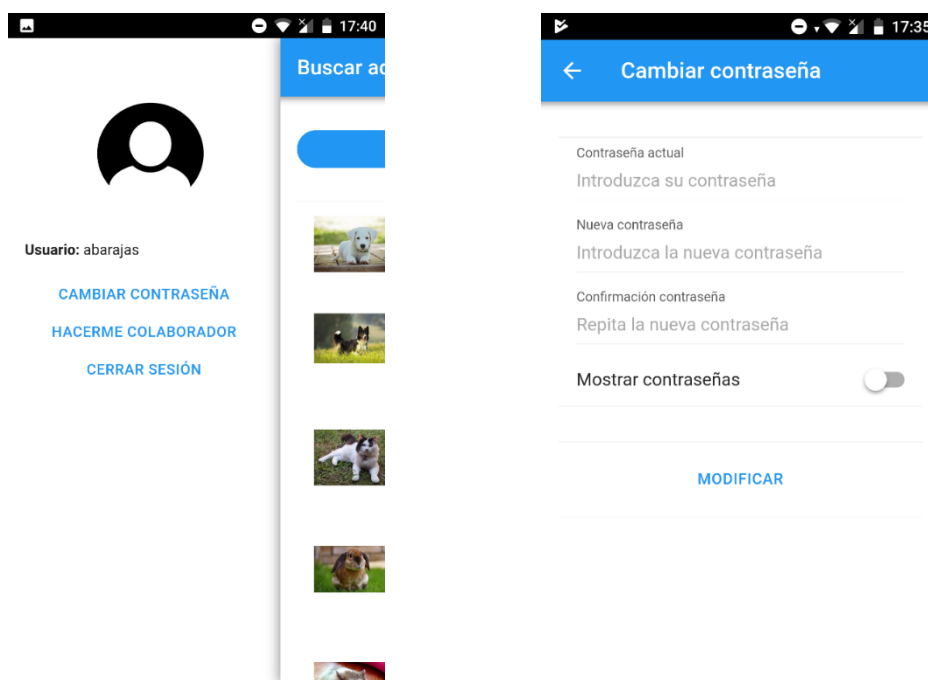 17:40
Buscar ad
Usuario: abarajas
CAMBIAR CONTRASEÑA
HACERME COLABORADOR
CERRAR SESIÓN
17:35
Cambiar contraseña
Contraseña actual
Introduzca su contraseña
Nueva contraseña
Introduzca la nueva contraseña
Confirmación contraseña
Repita la nueva contraseña
Mostrar contraseñas
MODIFICAR